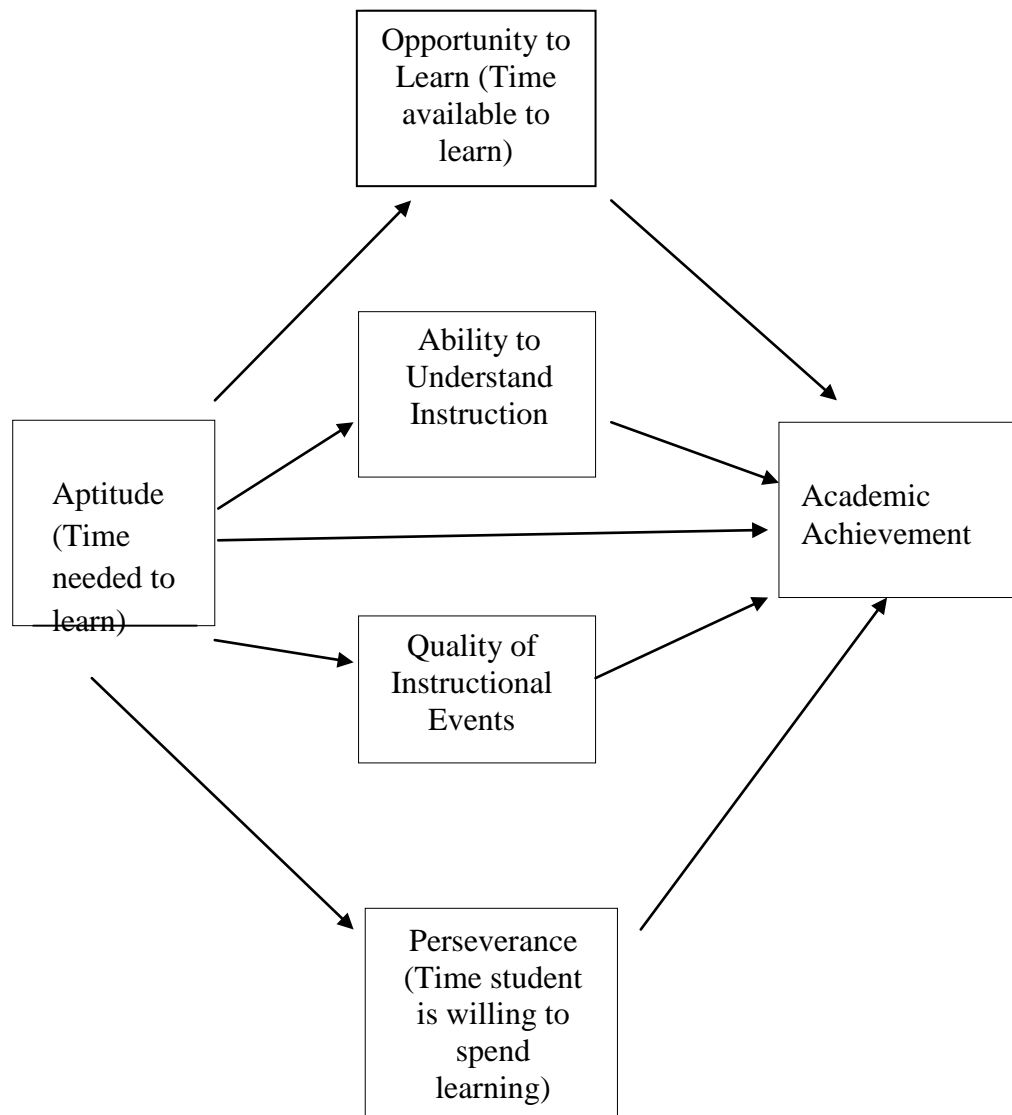 Opportunity to
Learn (Time
available to
learn)
Ability to
Understand
Instruction
Aptitude
(Time
needed to
learn)
Academic
Achievement
Quality of
Instructional
Events
Perseverance
(Time student
is willing to
spend
learning)